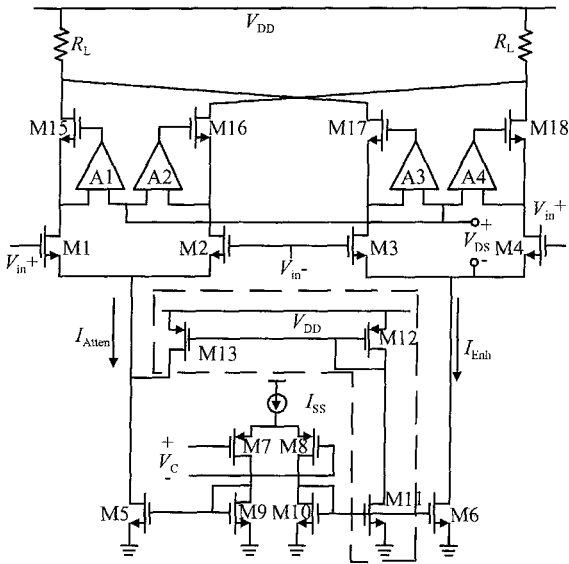 V_DD
R_L R_L
M15 M16 M17 M18
A1 A2 A3 A4
V_in+
+
M1 M2 M3 V_DS M4
V_in+ V_in- -
V_DD
I_Atten M13 M12 I_Enh
I_SS
+
V_C M7 M8
-
M11
M5 M9 M10 M6